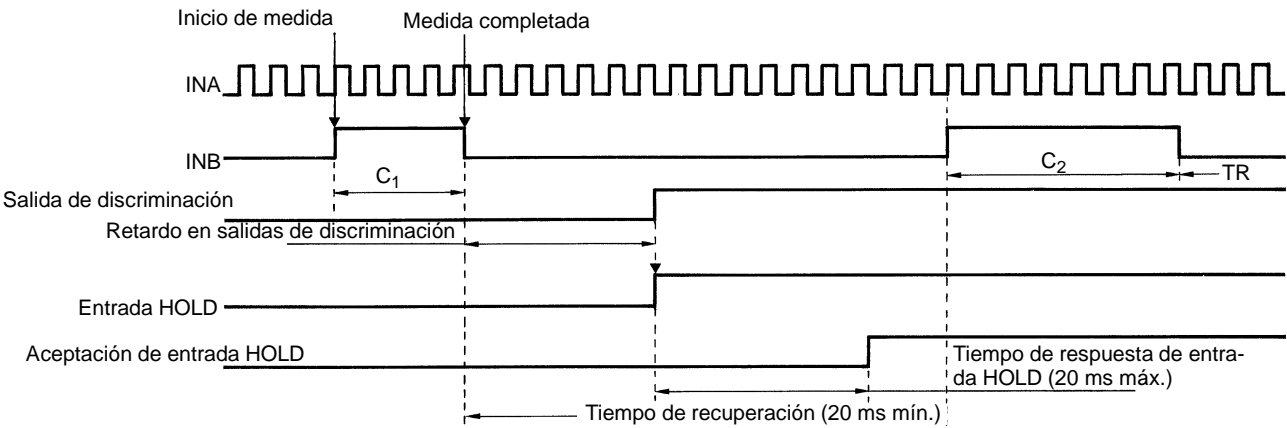 Inicio de medida
Medida completada
INA
INB
C1
C2
TR
Salida de discriminación
Retardo en salidas de discriminación
Entrada HOLD
Aceptación de entrada HOLD
Tiempo de respuesta de entra-
da HOLD (20 ms máx.)
Tiempo de recuperación (20 ms mín.)